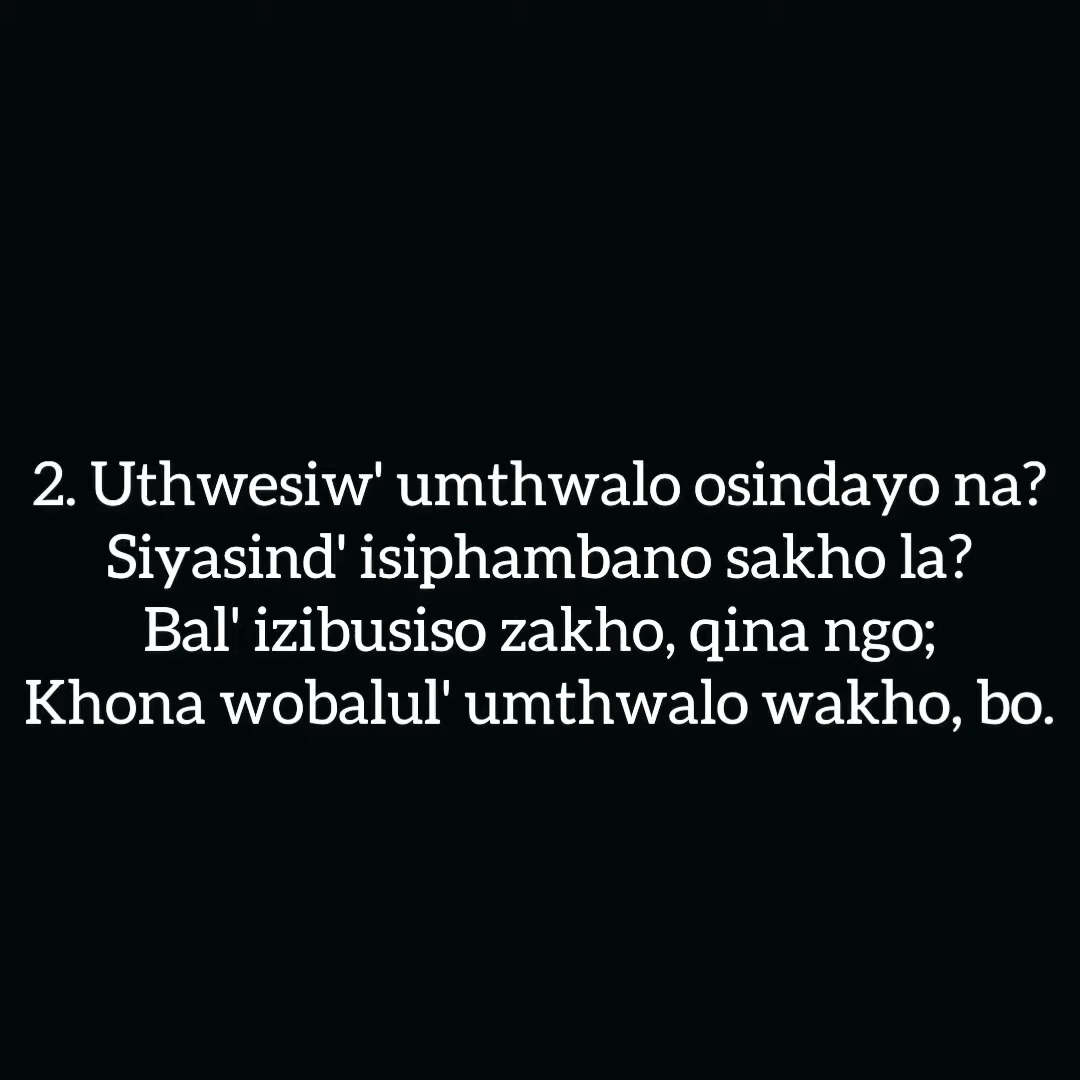 2. Uthwesiw' umthwalo osindayo na?
Siyasind' isiphambano sakho la?
Bal' izibusiso zakho, qina ngo;
Khona wobalul' umthwalo wakho, bo.